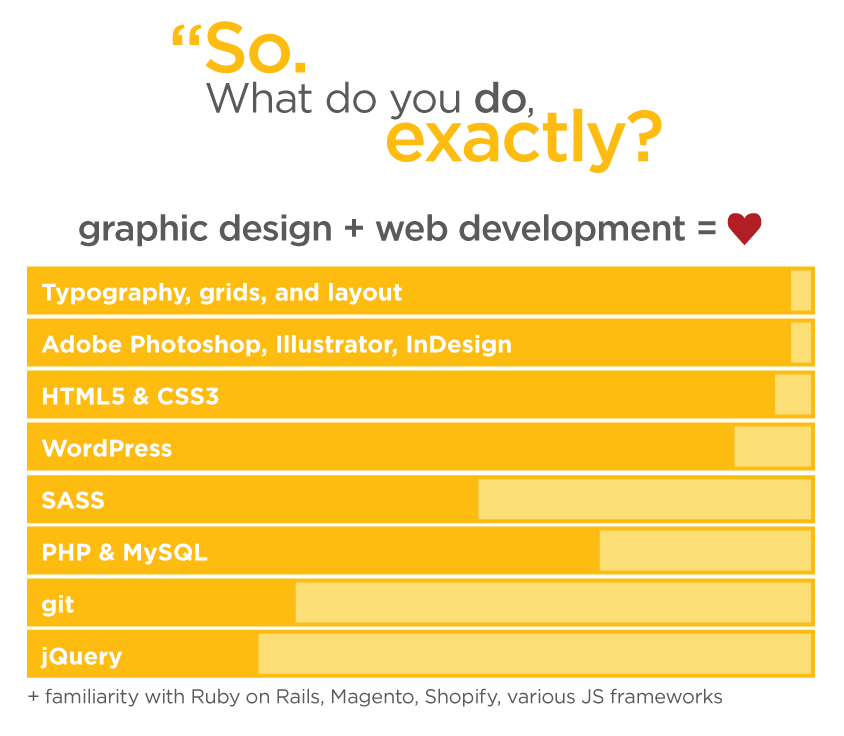 “So.
What do you do,
exactly?
graphic design + web development = ♥
Typography, grids, and layout
Adobe Photoshop, Illustrator, InDesign
HTML5 & CSS3
WordPress
SASS
PHP & MySQL
git
jQuery
+ familiarity with Ruby on Rails, Magento, Shopify, various JS frameworks